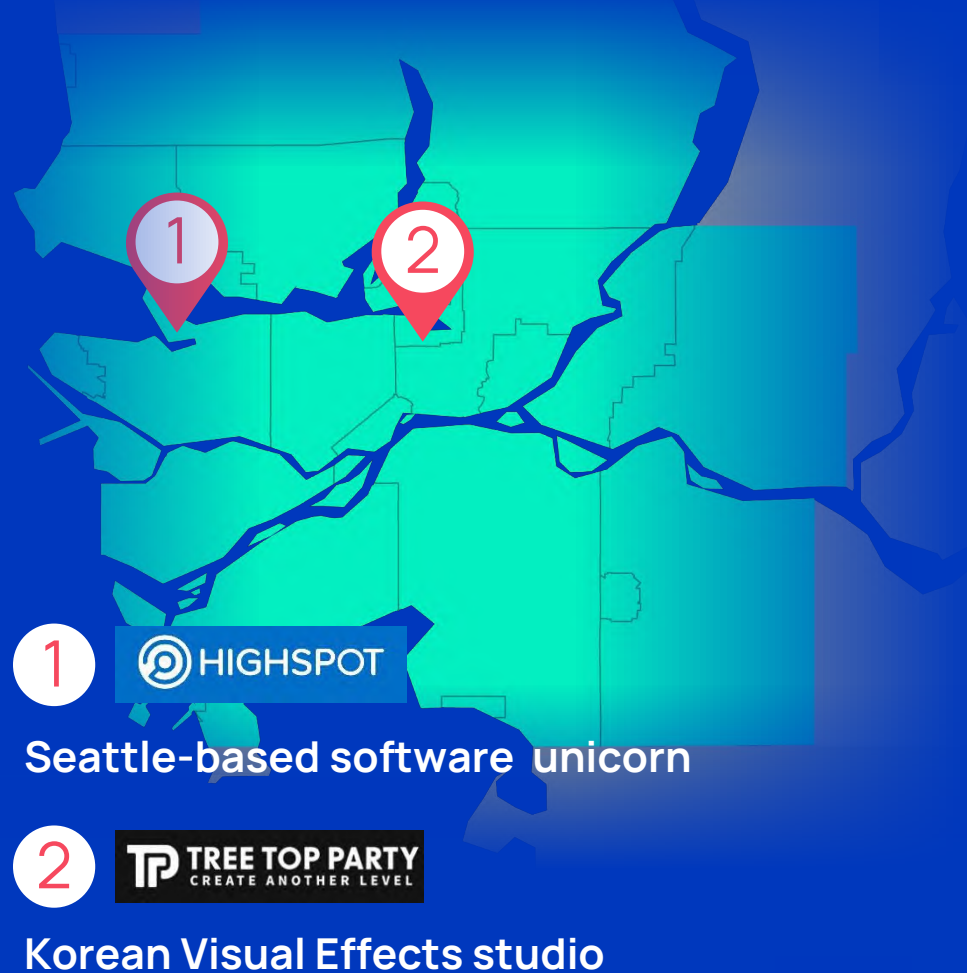 1
2
1 HIGHSPOT
Seattle-based software unicorn
2 TP TREE TOP PARTY
CREATE ANOTHER LEVEL
Korean Visual Effects studio